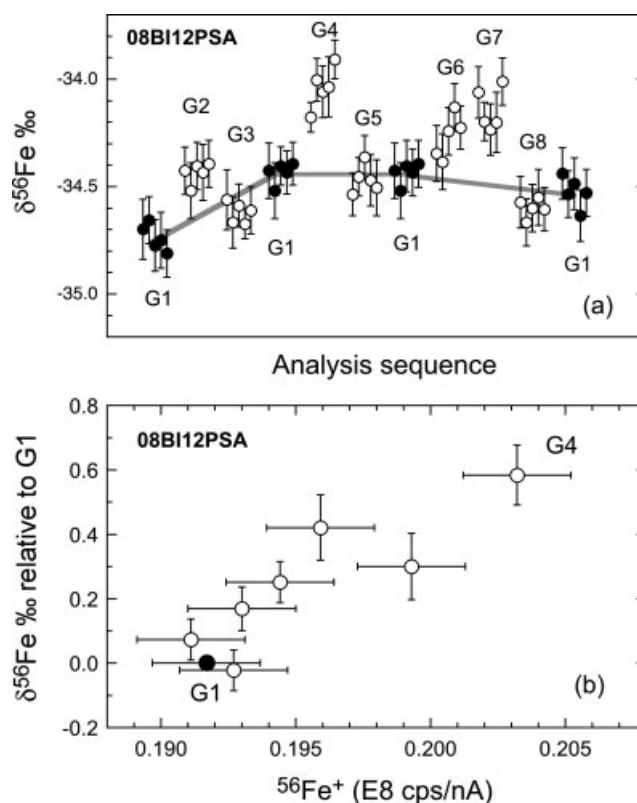 08BI12PSA
G4
G7
G2
G6
G3
G5
G8
G1
G1
G1
G1
(a)
-34.0
-34.5
-35.0
δ⁵⁶Fe ‰
Analysis sequence
08BI12PSA
G4
G1
(b)
0.8
0.6
0.4
0.2
0.0
-0.2
δ⁵⁶Fe ‰ relative to G1
0.190 0.195 0.200 0.205
⁵⁶Fe⁺ (E8 cps/nA)